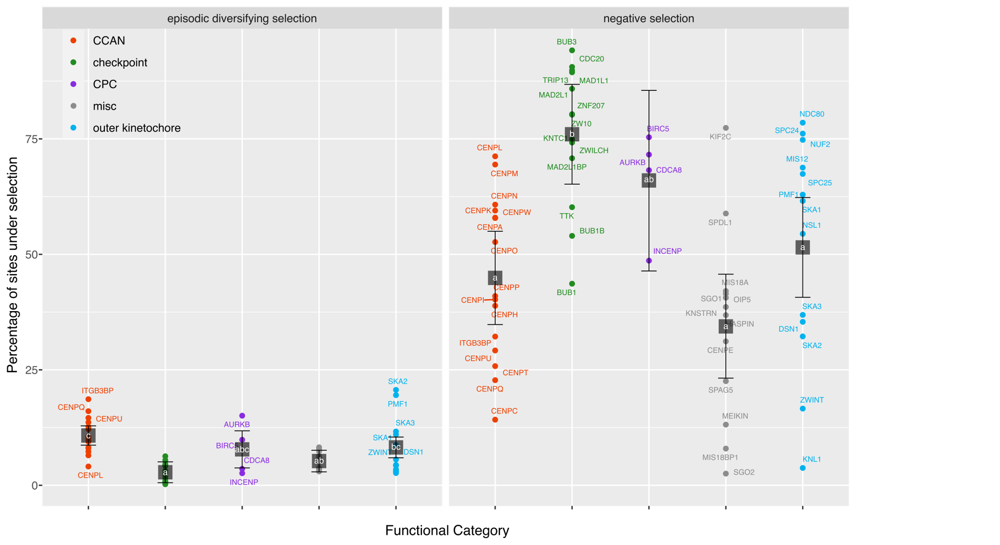 episodic diversifying selection
negative selection
CCAN
checkpoint
CPC
misc
outer kinetochore
Percentage of sites under selection
75
50
25
0
ITGB3BP
CENPQ
CENPU
c
CENPL
a
AURKB
BIRC5
abc
CDCA8
INCENP
ab
SKA2
PMF1
SKA3
SKA1
bc
ZWINT
DSN1
CENPL
CENPM
CENPN
CENPK
CENPW
CENPA
CENPO
a
CENPP
CENPI
CENPH
ITGB3BP
CENPU
CENPT
CENPQ
CENPC
BUB3
CDC20
TRIP13
MAD1L1
MAD2L1
ZNF207
ZW10
b
KNTC1
ZWILCH
MAD2L1BP
TTK
BUB1B
BUB1
BIRC5
AURKB
CDCA8
ab
INCENP
KIF2C
SPDL1
MIS18A
SGO1
OIP5
KNSTRN
HASPIN
a
CENPE
SPAG5
MEIKIN
MIS18BP1
SGO2
NDC80
SPC24
NUF2
MIS12
SPC25
PMF1
SKA1
NSL1
a
SKA3
DSN1
SKA2
ZWINT
KNL1
Functional Category